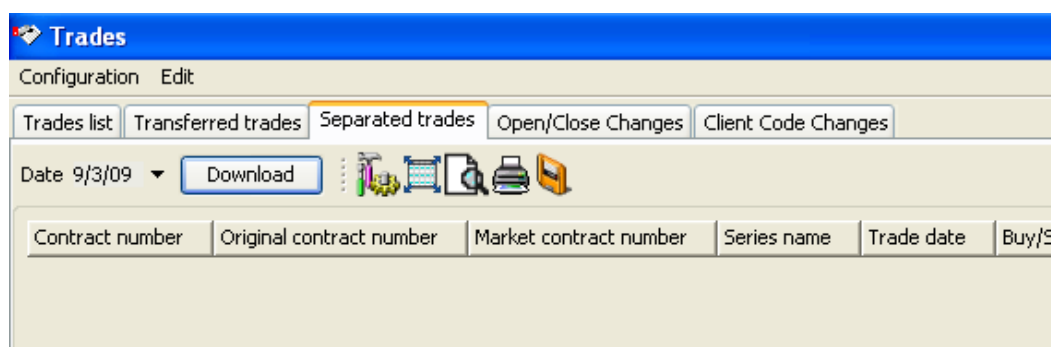 Trades
Configuration Edit
Trades list Transferred trades Separated trades Open/Close Changes Client Code Changes
Date 9/3/09 Download
Contract number Original contract number Market contract number Series name Trade date Buy/S